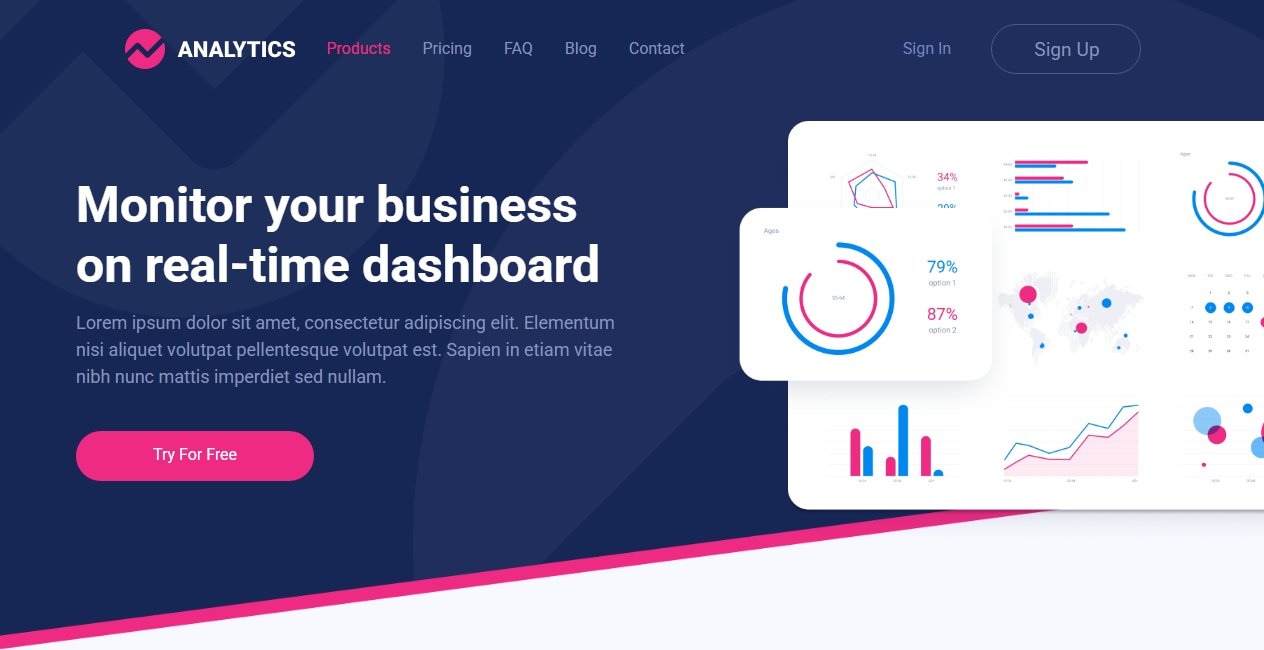 ANALYTICS
Products
Pricing
FAQ
Blog
Contact
Sign In
Sign Up
Monitor your business
on real-time dashboard
Lorem ipsum dolor sit amet, consectetur adipiscing elit. Elementum
nisi aliquet volutpat pellentesque volutpat est. Sapien in etiam vitae
nibh nunc mattis imperdiet sed nullam.
Try For Free
34%
option 1
Ages
Ages
79%
option 1
87%
option 2